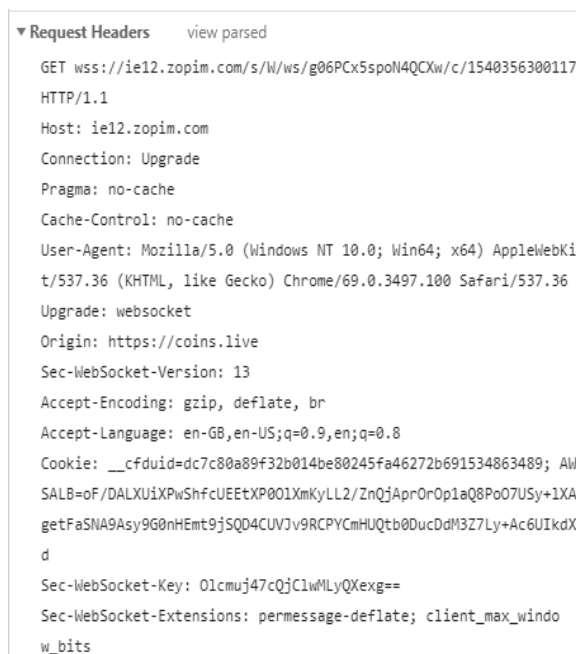 ▼ Request Headers view parsed
GET wss://ie12.zopim.com/s/W/ws/g06PCx5spoN4QCXw/c/1540356300117
HTTP/1.1
Host: ie12.zopim.com
Connection: Upgrade
Pragma: no-cache
Cache-Control: no-cache
User-Agent: Mozilla/5.0 (Windows NT 10.0; Win64; x64) AppleWebKi
t/537.36 (KHTML, like Gecko) Chrome/69.0.3497.100 Safari/537.36
Upgrade: websocket
Origin: https://coins.live
Sec-WebSocket-Version: 13
Accept-Encoding: gzip, deflate, br
Accept-Language: en-GB,en-US;q=0.9,en;q=0.8
Cookie: __cfduid=dc7c80a89f32b014be80245fa46272b691534863489; AW
SALB=oF/DALXUiXPwShfcUEEtXP0OlXmKyLL2/ZnQjAprOrOp1aQ8PoO7USy+lXA
getFaSNA9Asy9G0nHEmt9jSQD4CUVJv9RCPYCmHUQtb0DucDdM3Z7Ly+Ac6UIkdX
d
Sec-WebSocket-Key: Olcmuj47cQjClwMLyQXexg==
Sec-WebSocket-Extensions: permessage-deflate; client_max_windo
w_bits